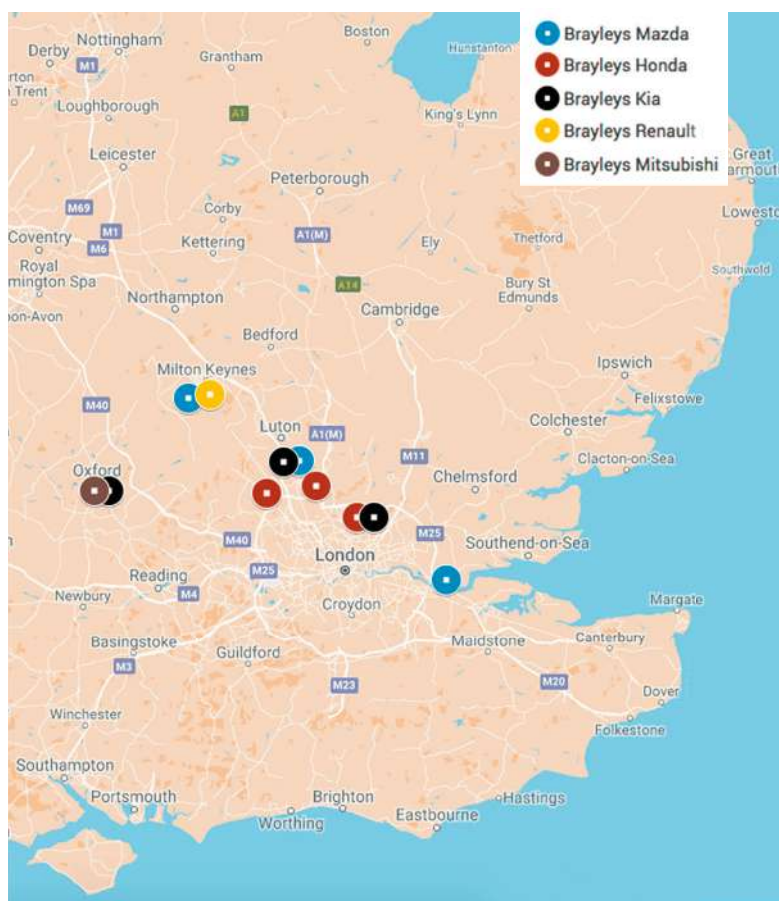 Brayleys Mazda
Brayleys Honda
Brayleys Kia
Brayleys Renault
Brayleys Mitsubishi
Boston
Nottingham
Derby
Grantham
Hunstanton
M1
Trent
A1
Loughborough
King's Lynn
Leicester
Great
Peterborough
M69
Corby
Lowesto
M1
A1(M)
Coventry
M6
Kettering
Ely
Thetford
Royal
mington Spa
Southwold
A14
Bury St
Edmunds
Northampton
Cambridge
on-Avon
Bedford
Ipswich
Milton Keynes
Felixstowe
M40
Colchester
Luton
A1(M)
M11
Clacton-on-Sea
Oxford
Chelmsford
M25
M40
London
Southend-on-Sea
M25
Reading
M4
Newbury
Croydon
Margate
Basingstoke
Maidstone
Canterbury
Guildford
M3
M23
M20
Dover
Winchester
Folkestone
Southampton
Portsmouth
Brighton
Hastings
Worthing
Eastbourne